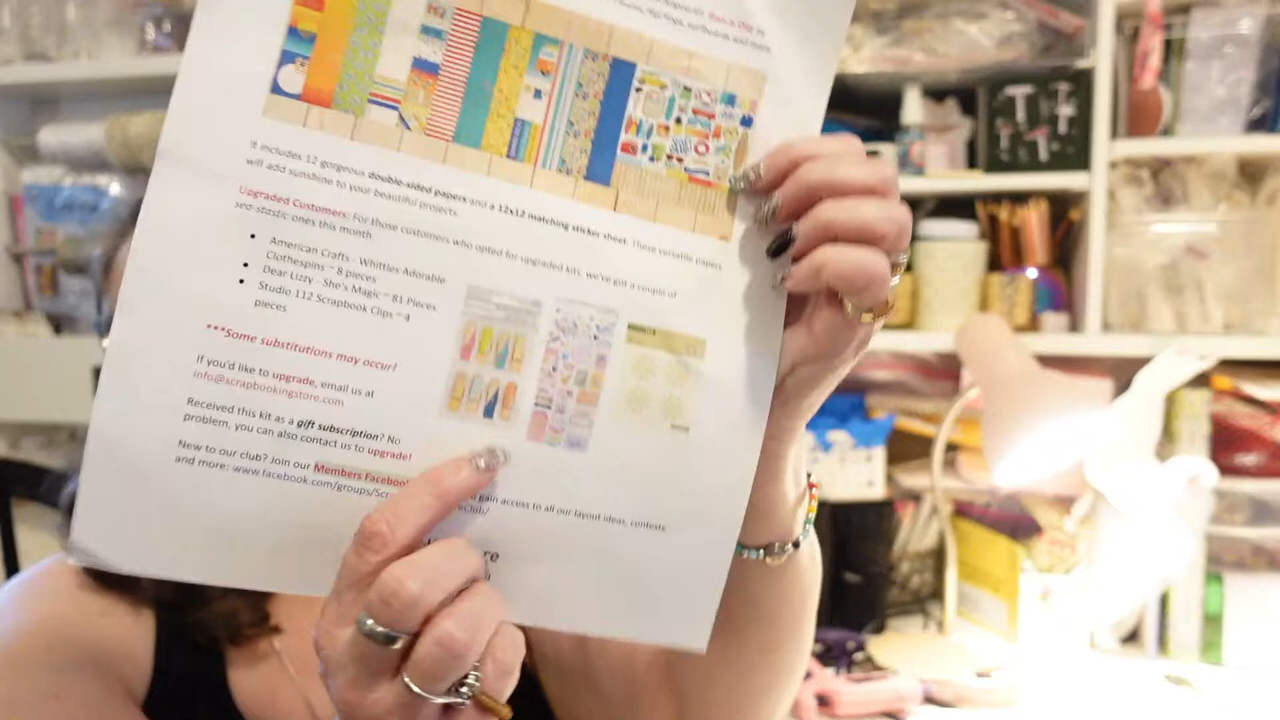 surfboards and more.
It includes 12 gorgeous double-sided papers and a 12x12 matching sticker sheet. These versatile papers
will add sunshine to your beautiful projects.
Upgraded Customers: For those customers who opted for upgraded kits, we've got a couple of
sea-stastic ones this month.
• American Crafts - Whittles Adorable
Clothespins ~ 8 pieces
• Dear Lizzy - She's Magic ~ 81 Pieces
• Studio 112 Scrapbook Clips ~ 4
pieces
***Some substitutions may occur!
If you'd like to upgrade, email us at
info@scrapbookingstore.com
Received this kit as a gift subscription? No
problem, you can also contact us to upgrade!
New to our club? Join our Members Facebook gain access to all our layout ideas, contests
and more: www.facebook.com/groups/Scr club/
re